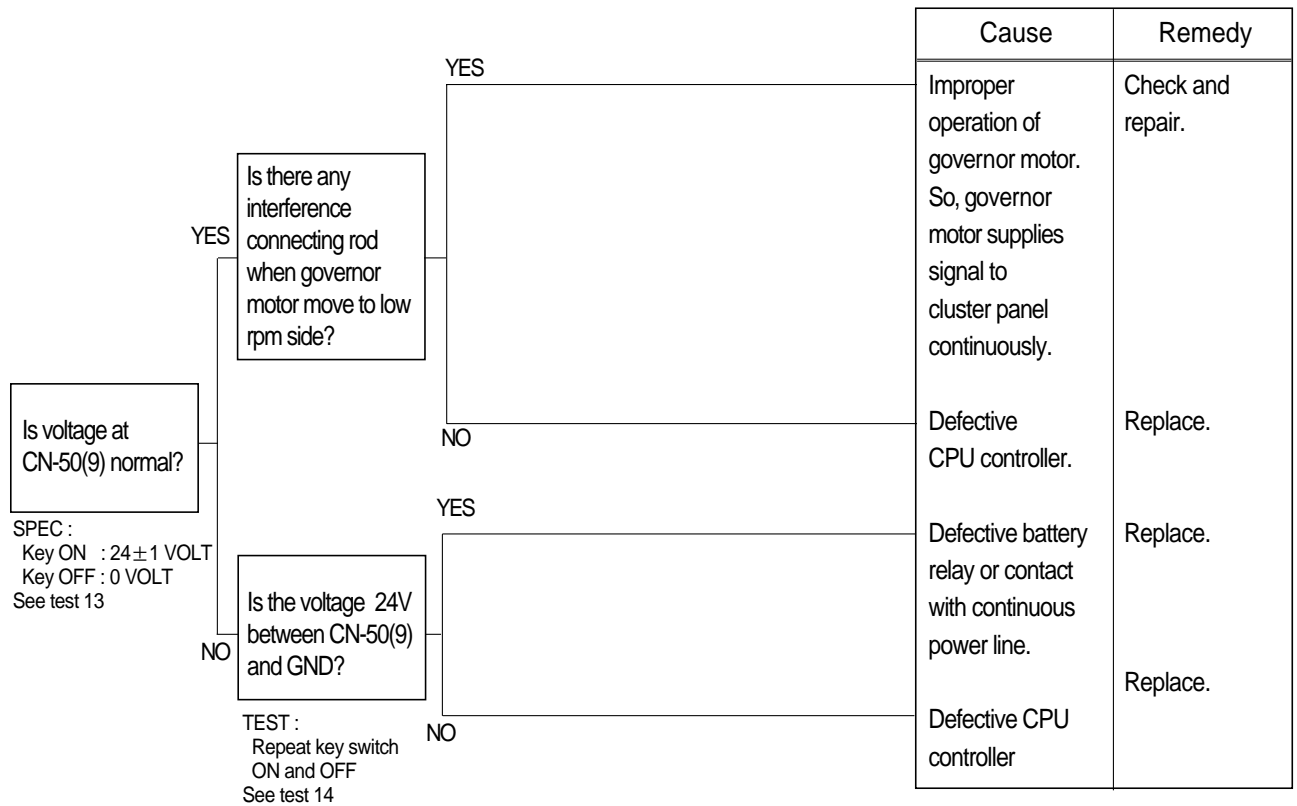 Cause
Remedy
YES
Improper
operation of
governor motor.
So, governor
motor supplies
signal to
cluster panel
continuously.
Check and
repair.
Is there any
interference
connecting rod
when governor
motor move to low
rpm side?
YES
Is voltage at
CN-50(9) normal?
SPEC :
Key ON : 24±1 VOLT
Key OFF : 0 VOLT
See test 13
NO
Defective
CPU controller.
Replace.
YES
Defective battery
relay or contact
with continuous
power line.
Replace.
Is the voltage 24V
between CN-50(9)
and GND?
NO
TEST :
Repeat key switch
ON and OFF
See test 14
NO
Defective CPU
controller
Replace.